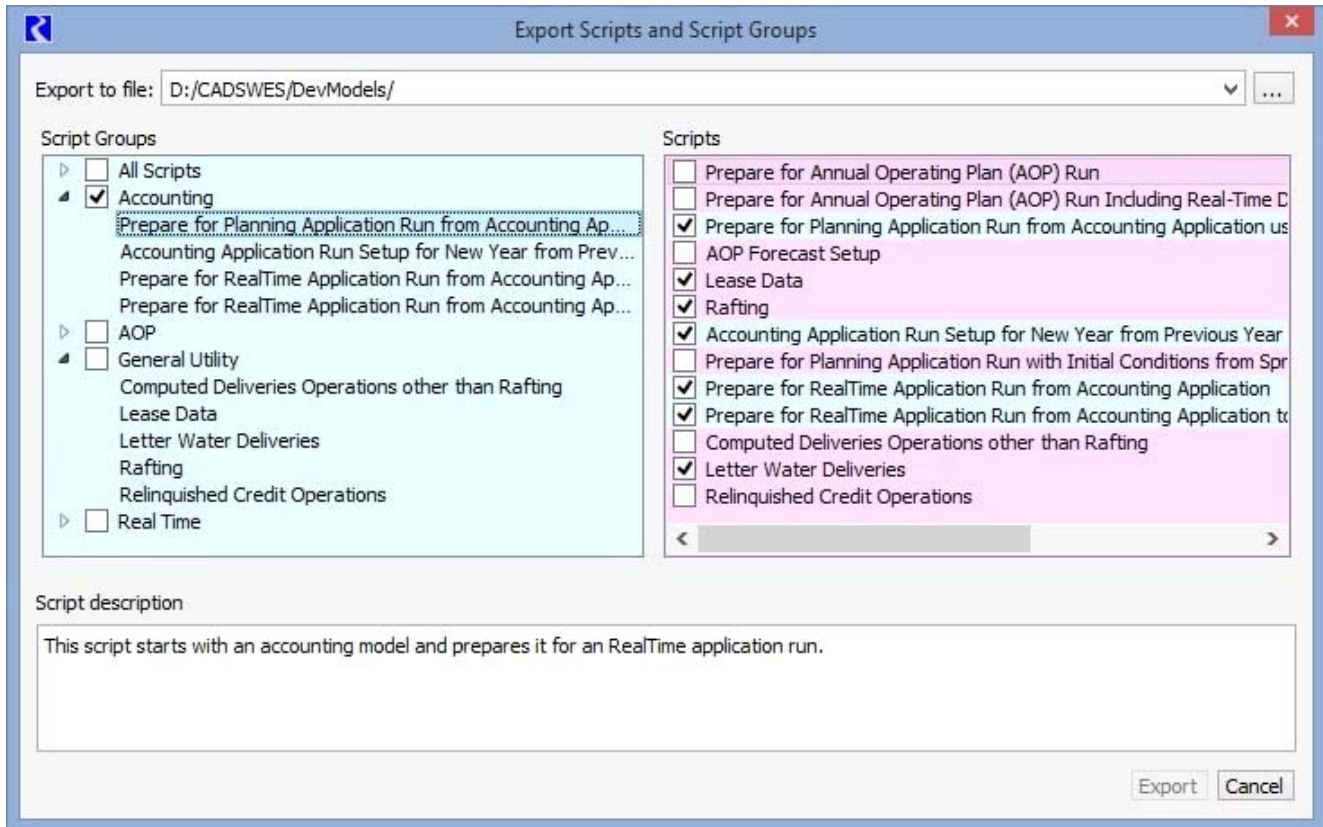 Export Scripts and Script Groups
Export to file: D:/CADSWES/DevModels/ ...
Script Groups
All Scripts
Accounting
Prepare for Planning Application Run from Accounting Ap...
Accounting Application Run Setup for New Year from Prev...
Prepare for RealTime Application Run from Accounting Ap...
Prepare for RealTime Application Run from Accounting Ap...
AOP
General Utility
Computed Deliveries Operations other than Rafting
Lease Data
Letter Water Deliveries
Rafting
Relinquished Credit Operations
Real Time
Scripts
Prepare for Annual Operating Plan (AOP) Run
Prepare for Annual Operating Plan (AOP) Run Including Real-Time D
Prepare for Planning Application Run from Accounting Application us
AOP Forecast Setup
Lease Data
Rafting
Accounting Application Run Setup for New Year from Previous Year
Prepare for Planning Application Run with Initial Conditions from Spr
Prepare for RealTime Application Run from Accounting Application
Prepare for RealTime Application Run from Accounting Application to
Computed Deliveries Operations other than Rafting
Letter Water Deliveries
Relinquished Credit Operations
Script description
This script starts with an accounting model and prepares it for an RealTime application run.
Export Cancel